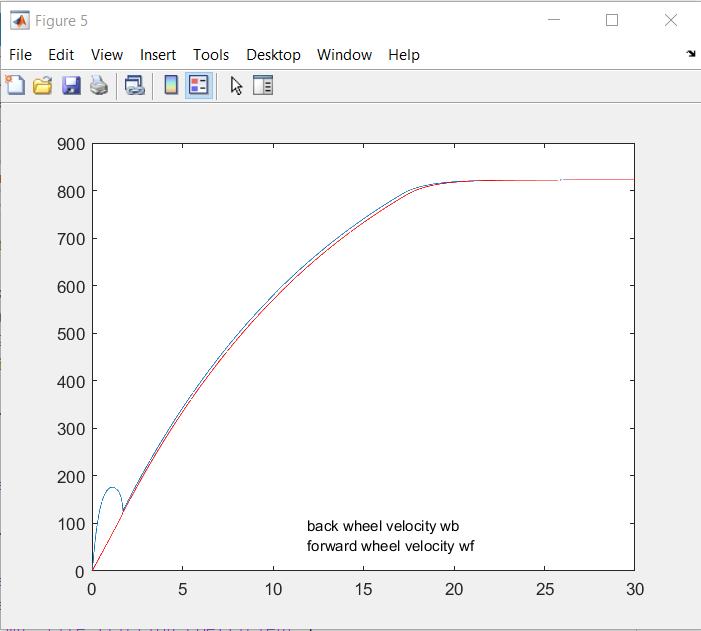 Figure 5
File Edit View Insert Tools Desktop Window Help
900
800
700
600
500
400
300
200
100
0
back wheel velocity wb
forward wheel velocity wf
0 5 10 15 20 25 30